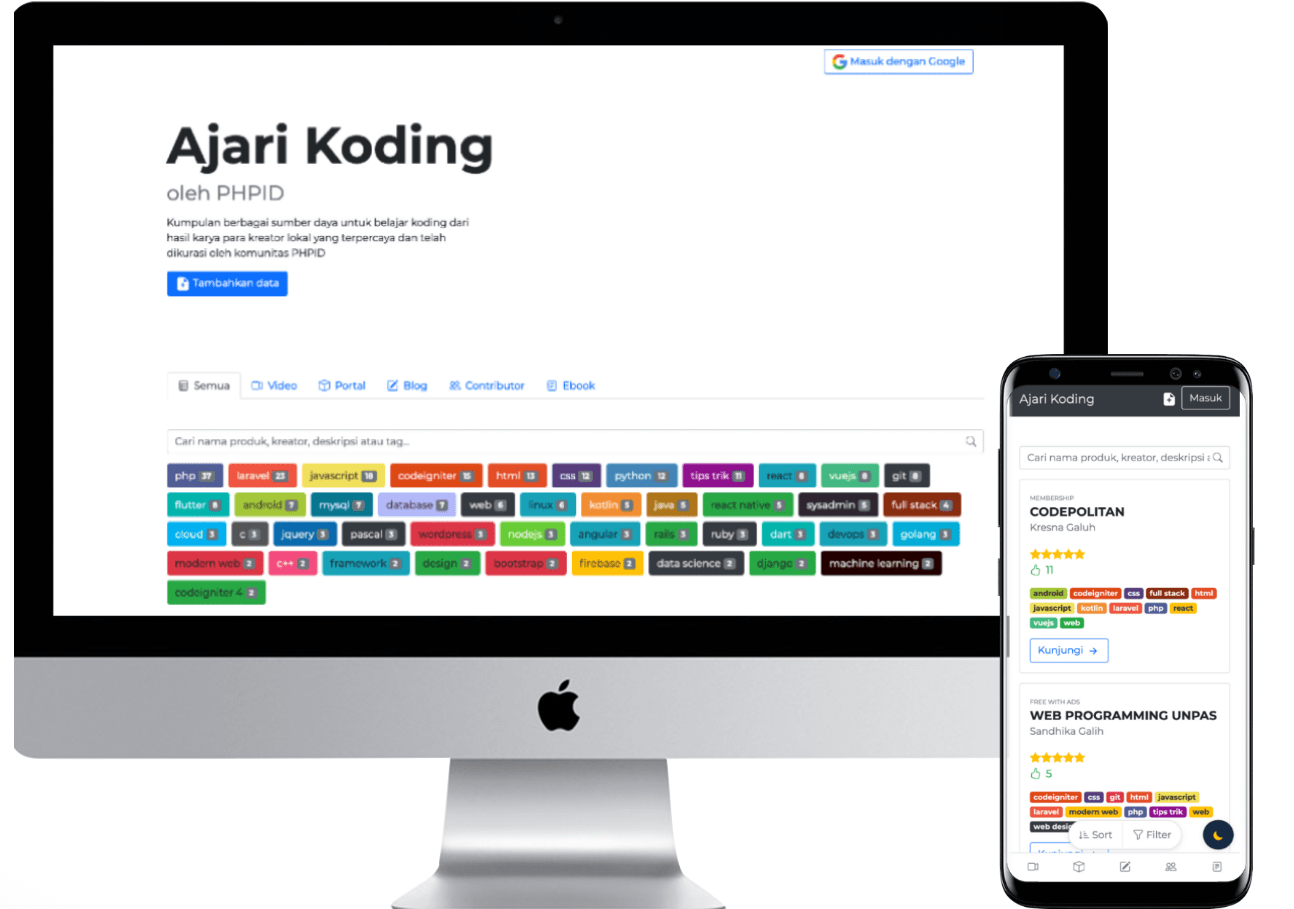 Masuk dengan Google
Ajari Koding
oleh PHPID
Kumpulan berbagai sumber daya untuk belajar koding dari
hasil karya para kreator lokal yang terpercaya dan telah
dikurasi oleh komunitas PHPID
Tambahkan data
Semua Video Portal Blog Contributor Ebook
Cari nama produk, kreator, deskripsi atau tag...
php 37 laravel 23 javascript 18 codeigniter 15 html 13 css 12 python 12 tips trik 11 react 8 vuejs 8 git 8
flutter 8 android 7 mysql 7 database 7 web 6 linux 6 kotlin 5 java 5 react native 5 sysadmin 5 full stack 4
cloud 3 c 3 jquery 3 pascal 3 wordpress 3 nodejs 3 angular 3 rails 3 ruby 3 dart 3 devops 3 golang 3
modern web 2 c++ 2 framework 2 design 2 bootstrap 2 firebase 2 data science 2 django 2 machine learning 2
codeigniter 4 2
Ajari Koding Masuk
Cari nama produk, kreator, deskripsi
MEMBERSHIP
CODEPOLITAN
Kresna Galuh
11
android codeigniter css full stack html
javascript kotlin laravel php react
vuejs web
Kunjungi →
FREE WITH ADS
WEB PROGRAMMING UNPAS
Sandhika Galih
5
codeigniter css git html javascript
laravel modern web php tips trik web
web desig
Sort Filter